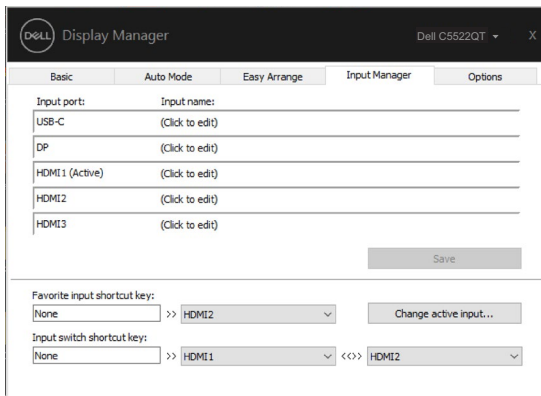 DELL Display Manager Dell C5522QT X
Basic Auto Mode Easy Arrange Input Manager Options
Input port: Input name:
USB-C (Click to edit)
DP (Click to edit)
HDMI1 (Active) (Click to edit)
HDMI2 (Click to edit)
HDMI3 (Click to edit)
Save
Favorite input shortcut key:
None >> HDMI2 Change active input...
Input switch shortcut key:
None >> HDMI1 <<>> HDMI2